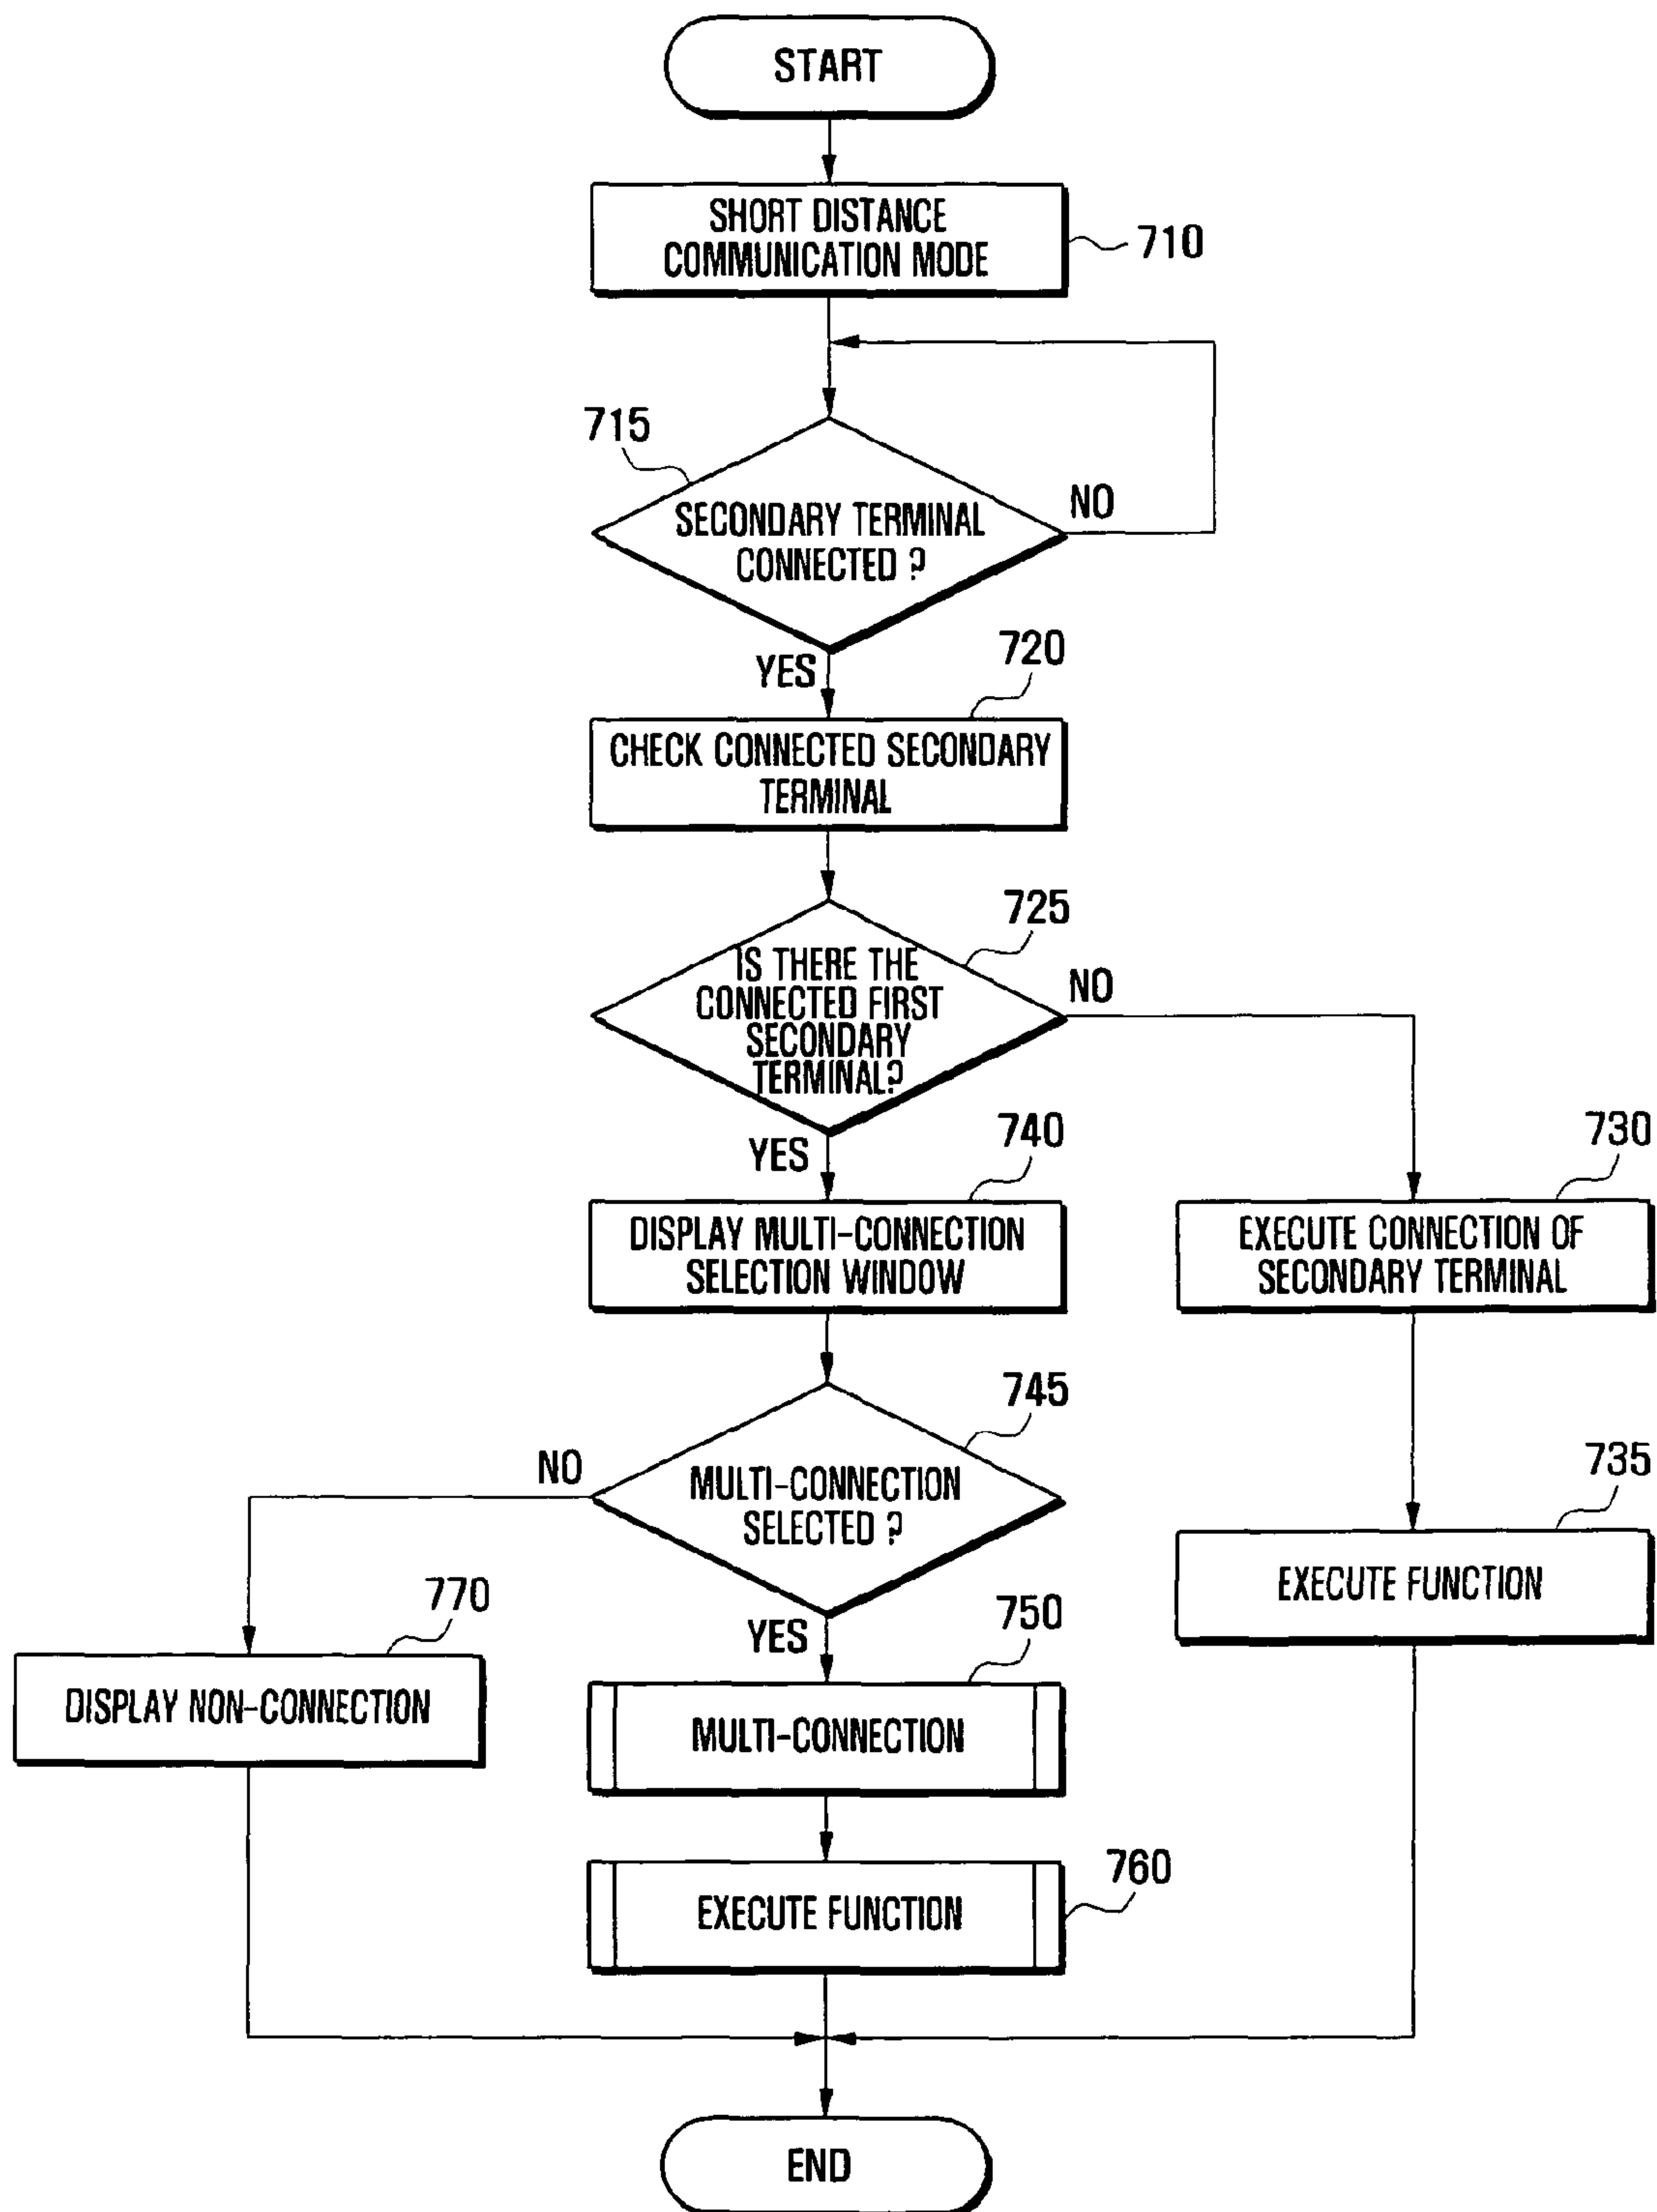 START
SHORT DISTANCE
COMMUNICATION MODE
710
715
SECONDARY TERMINAL
CONNECTED ?
NO
YES
720
CHECK CONNECTED SECONDARY
TERMINAL
725
IS THERE THE
CONNECTED FIRST
SECONDARY
TERMINAL?
NO
YES
740
DISPLAY MULTI-CONNECTION
SELECTION WINDOW
730
EXECUTE CONNECTION OF
SECONDARY TERMINAL
745
MULTI-CONNECTION
SELECTED ?
NO
YES
735
EXECUTE FUNCTION
770
DISPLAY NON-CONNECTION
750
MULTI-CONNECTION
760
EXECUTE FUNCTION
END